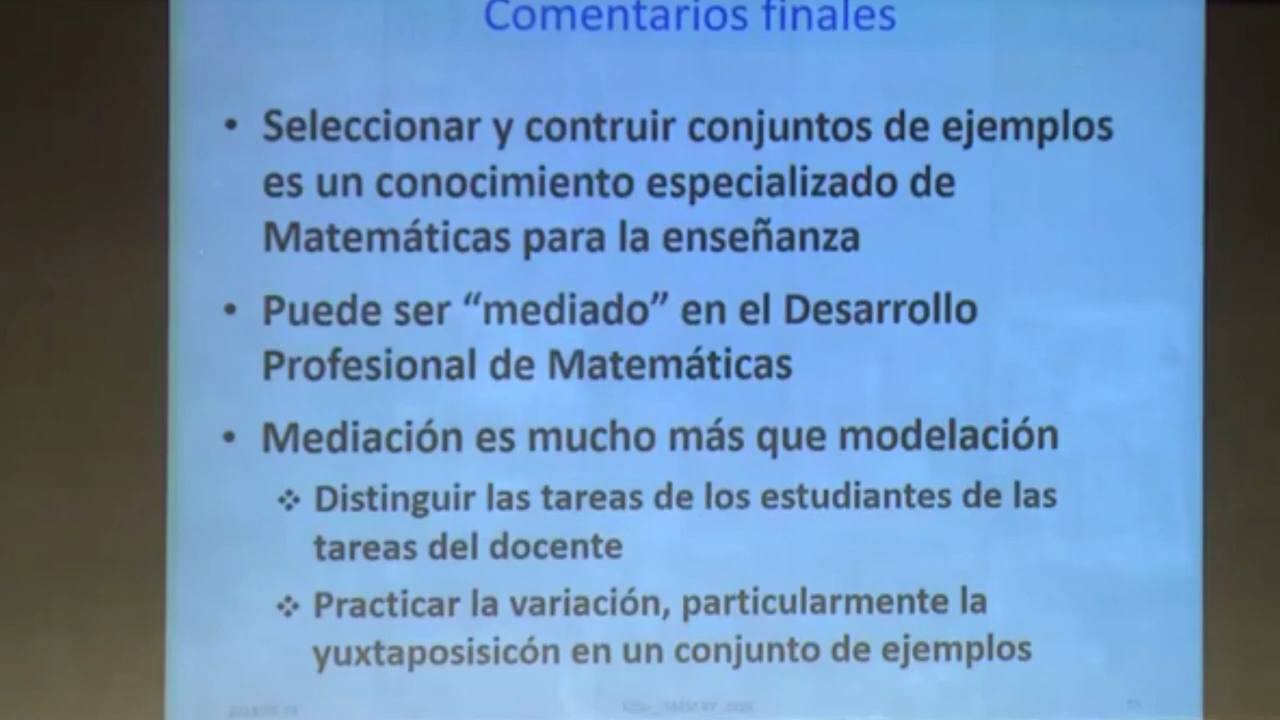 Comentarios finales
• Seleccionar y contruir conjuntos de ejemplos
es un conocimiento especializado de
Matemáticas para la enseñanza
• Puede ser “mediado” en el Desarrollo
Profesional de Matemáticas
• Mediación es mucho más que modelación
❖ Distinguir las tareas de los estudiantes de las
tareas del docente
❖ Practicar la variación, particularmente la
yuxtaposisicón en un conjunto de ejemplos